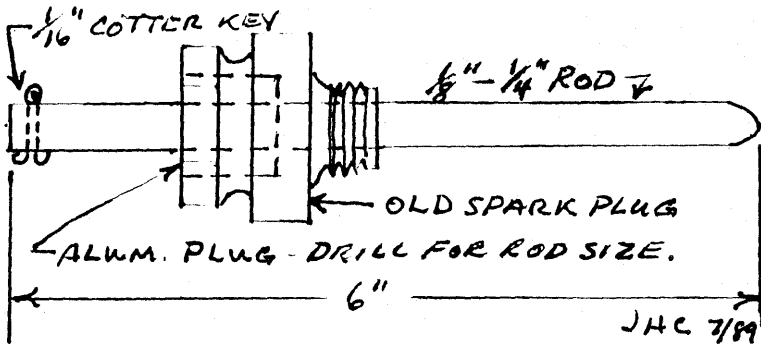 1/16" COTTER KEY
1/8" - 1/4" ROD
OLD SPARK PLUG
ALUM. PLUG - DRILL FOR ROD SIZE.
6"
JHC 7/89